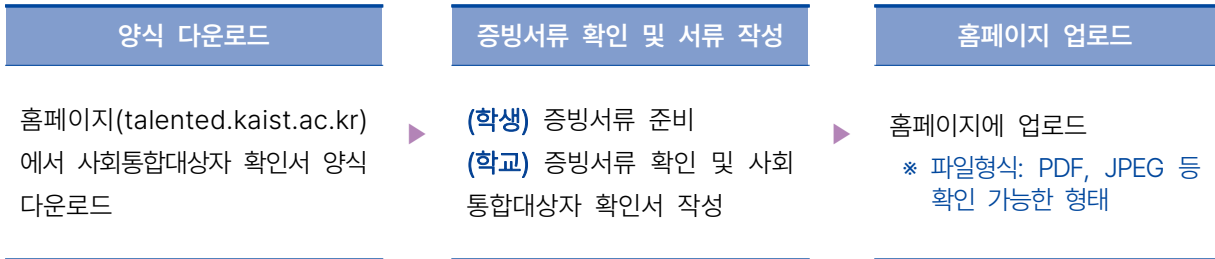 양식 다운로드
홈페이지(talented.kaist.ac.kr)
에서 사회통합대상자 확인서 양식
다운로드
▶
증빙서류 확인 및 서류 작성
(학생) 증빙서류 준비
(학교) 증빙서류 확인 및 사회
통합대상자 확인서 작성
▶
홈페이지 업로드
홈페이지에 업로드
※ 파일형식: PDF, JPEG 등
확인 가능한 형태